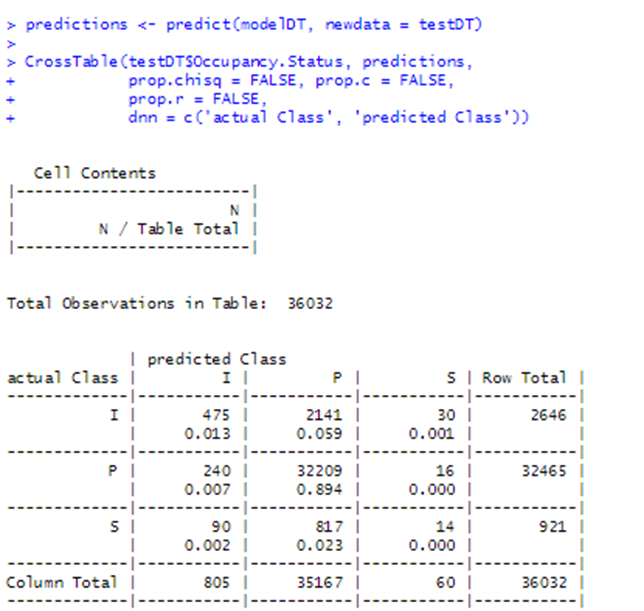 > predictions <- predict(modelDT, newdata = testDT)
>
> CrossTable(testDT$Occupancy.Status, predictions,
+            prop.chisq = FALSE, prop.c = FALSE,
+            prop.r = FALSE,
+            dnn = c('actual Class', 'predicted Class'))
   Cell Contents
|-------------------------|
|                       N |
|         N / Table Total |
|-------------------------|
Total Observations in Table:  36032
             | predicted Class
actual Class |         I |         P |         S | Row Total |
-------------|-----------|-----------|-----------|-----------|
           I |       475 |      2141 |        30 |      2646 |
             |     0.013 |     0.059 |     0.001 |           |
-------------|-----------|-----------|-----------|-----------|
           P |       240 |     32209 |        16 |     32465 |
             |     0.007 |     0.894 |     0.000 |           |
-------------|-----------|-----------|-----------|-----------|
           S |        90 |       817 |        14 |       921 |
             |     0.002 |     0.023 |     0.000 |           |
-------------|-----------|-----------|-----------|-----------|
Column Total |       805 |     35167 |        60 |     36032 |
-------------|-----------|-----------|-----------|-----------|